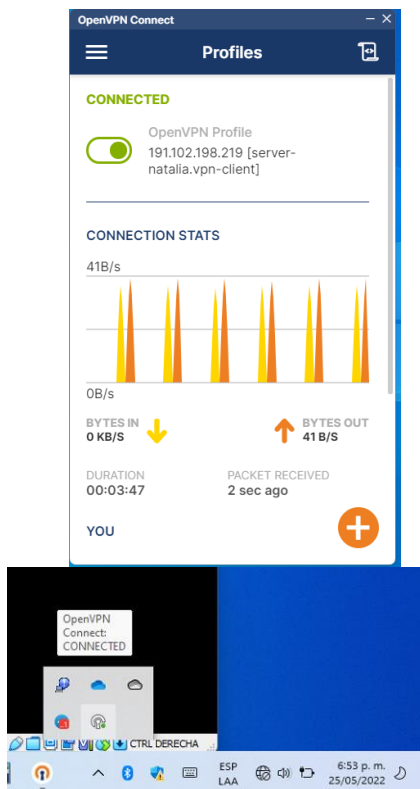 OpenVPN Connect
Profiles
CONNECTED
OpenVPN Profile
191.102.198.219 [server-
natalia.vpn-client]
CONNECTION STATS
41B/s
0B/s
BYTES IN
0 KB/S
BYTES OUT
41 B/S
DURATION
00:03:47
PACKET RECEIVED
2 sec ago
YOU
OpenVPN
Connect:
CONNECTED
CTRL DERECHA
ESP
LAA
6:53 p. m.
25/05/2022